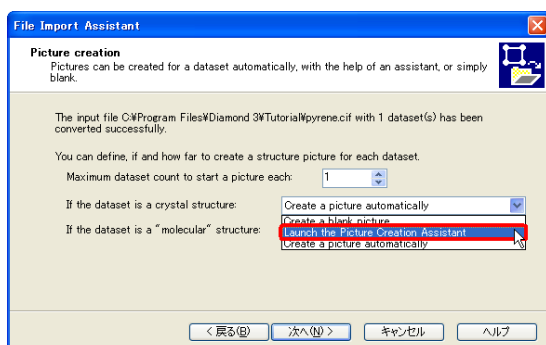 File Import Assistant
Picture creation
Pictures can be created for a dataset automatically, with the help of an assistant, or simply
blank.
The input file C:¥Program Files¥Diamond 3¥Tutorial¥pyrene.cif with 1 dataset(s) has been
converted successfully.
You can define, if and how far to create a structure picture for each dataset.
Maximum dataset count to start a picture each: 1
If the dataset is a crystal structure: Create a picture automatically
Create a blank picture
If the dataset is a "molecular" structure: Launch the Picture Creation Assistant
Create a picture automatically
< 戻る(B) 次へ(N) > キャンセル ヘルプ